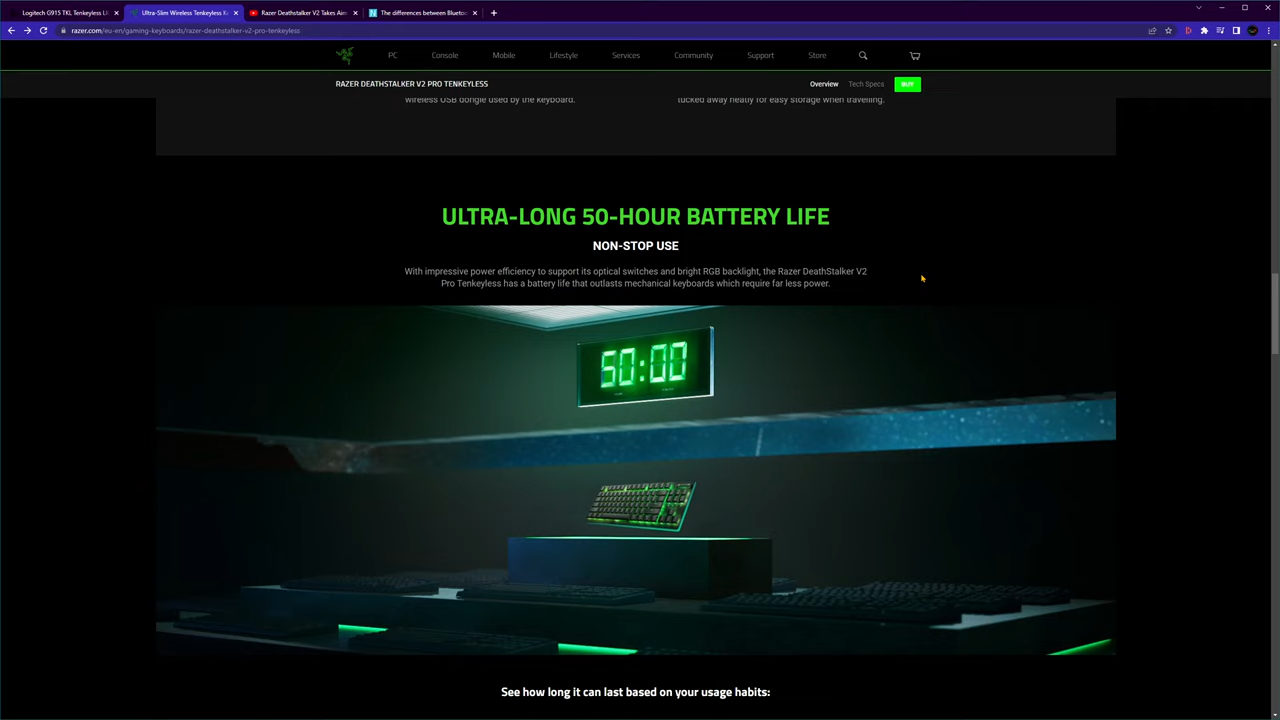 Logitech G915 TKL Tenkeyless Li
Ultra-Slim Wireless Tenkeyless K
Razer Deathstalker V2 Takes Aim
The differences between Bluetoo
razer.com/eu-en/gaming-keyboards/razer-deathstalker-v2-pro-tenkeyless
PC Console Mobile Lifestyle Services Community Support Store
RAZER DEATHSTALKER V2 PRO TENKEYLESS Overview Tech Specs BUY
wireless USB dongle used by the keyboard.
tucked away neatly for easy storage when travelling.
ULTRA-LONG 50-HOUR BATTERY LIFE
NON-STOP USE
With impressive power efficiency to support its optical switches and bright RGB backlight, the Razer DeathStalker V2
Pro Tenkeyless has a battery life that outlasts mechanical keyboards which require far less power.
50:00
See how long it can last based on your usage habits: